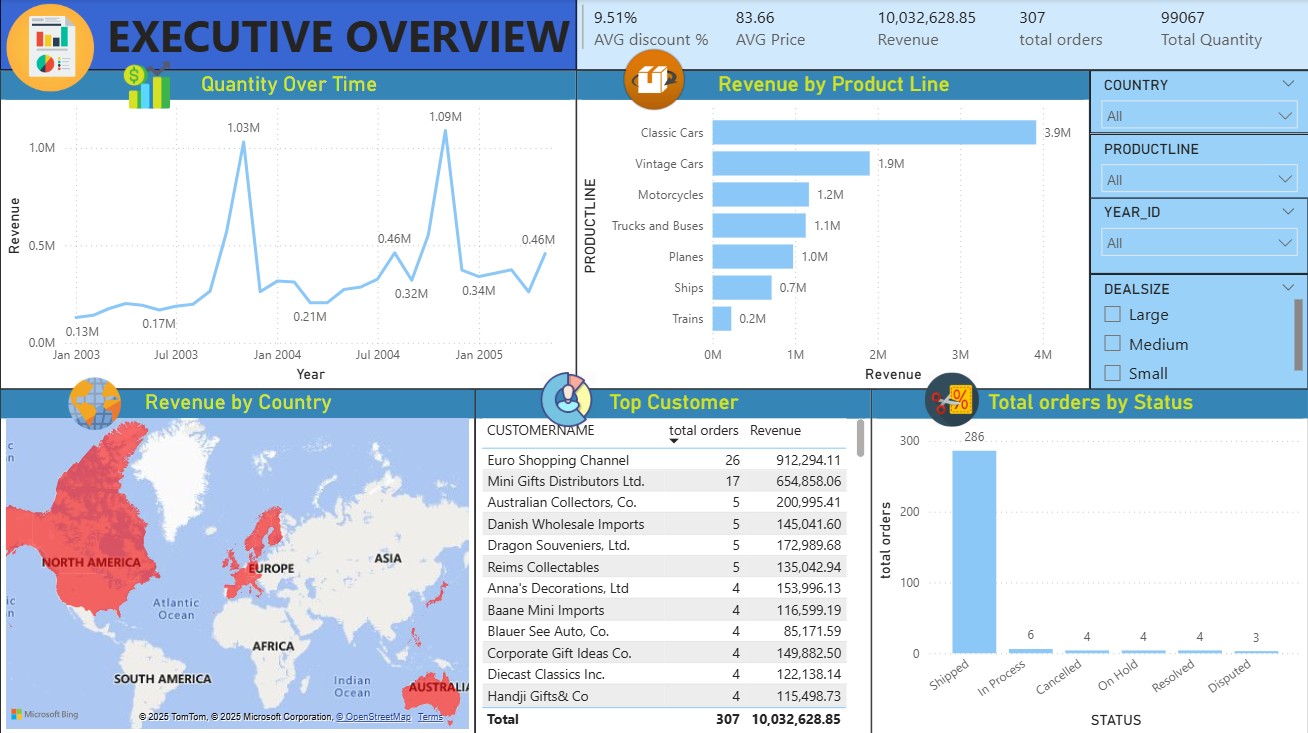 EXECUTIVE OVERVIEW
9.51% 83.66 10,032,628.85 307 99067
AVG discount % AVG Price Revenue total orders Total Quantity
Quantity Over Time
1.0M
0.5M
0.0M
Revenue
1.03M
1.09M
0.46M
0.46M
0.32M
0.34M
0.21M
0.17M
0.13M
Jan 2003 Jul 2003 Jan 2004 Jul 2004 Jan 2005
Year
Revenue by Product Line
PRODUCTLINE
Classic Cars 3.9M
Vintage Cars 1.9M
Motorcycles 1.2M
Trucks and Buses 1.1M
Planes 1.0M
Ships 0.7M
Trains 0.2M
0M 1M 2M 3M 4M
Revenue
COUNTRY
All
PRODUCTLINE
All
YEAR_ID
All
DEALSIZE
Large
Medium
Small
Revenue by Country
NORTH AMERICA
EUROPE
ASIA
Atlantic
Ocean
AFRICA
SOUTH AMERICA
Indian
Ocean
AUSTRALIA
Microsoft Bing
© 2025 TomTom, © 2025 Microsoft Corporation, © OpenStreetMap Terms
Top Customer
CUSTOMERNAME total orders Revenue
Euro Shopping Channel 26 912,294.11
Mini Gifts Distributors Ltd. 17 654,858.06
Australian Collectors, Co. 5 200,995.41
Danish Wholesale Imports 5 145,041.60
Dragon Souveniers, Ltd. 5 172,989.68
Reims Collectables 5 135,042.94
Anna's Decorations, Ltd 4 153,996.13
Baane Mini Imports 4 116,599.19
Blauer See Auto, Co. 4 85,171.59
Corporate Gift Ideas Co. 4 149,882.50
Diecast Classics Inc. 4 122,138.14
Handji Gifts& Co 4 115,498.73
Total 307 10,032,628.85
Total orders by Status
total orders
300
200
100
0
286 6 4 4 4 3
Shipped In Process Cancelled On Hold Resolved Disputed
STATUS